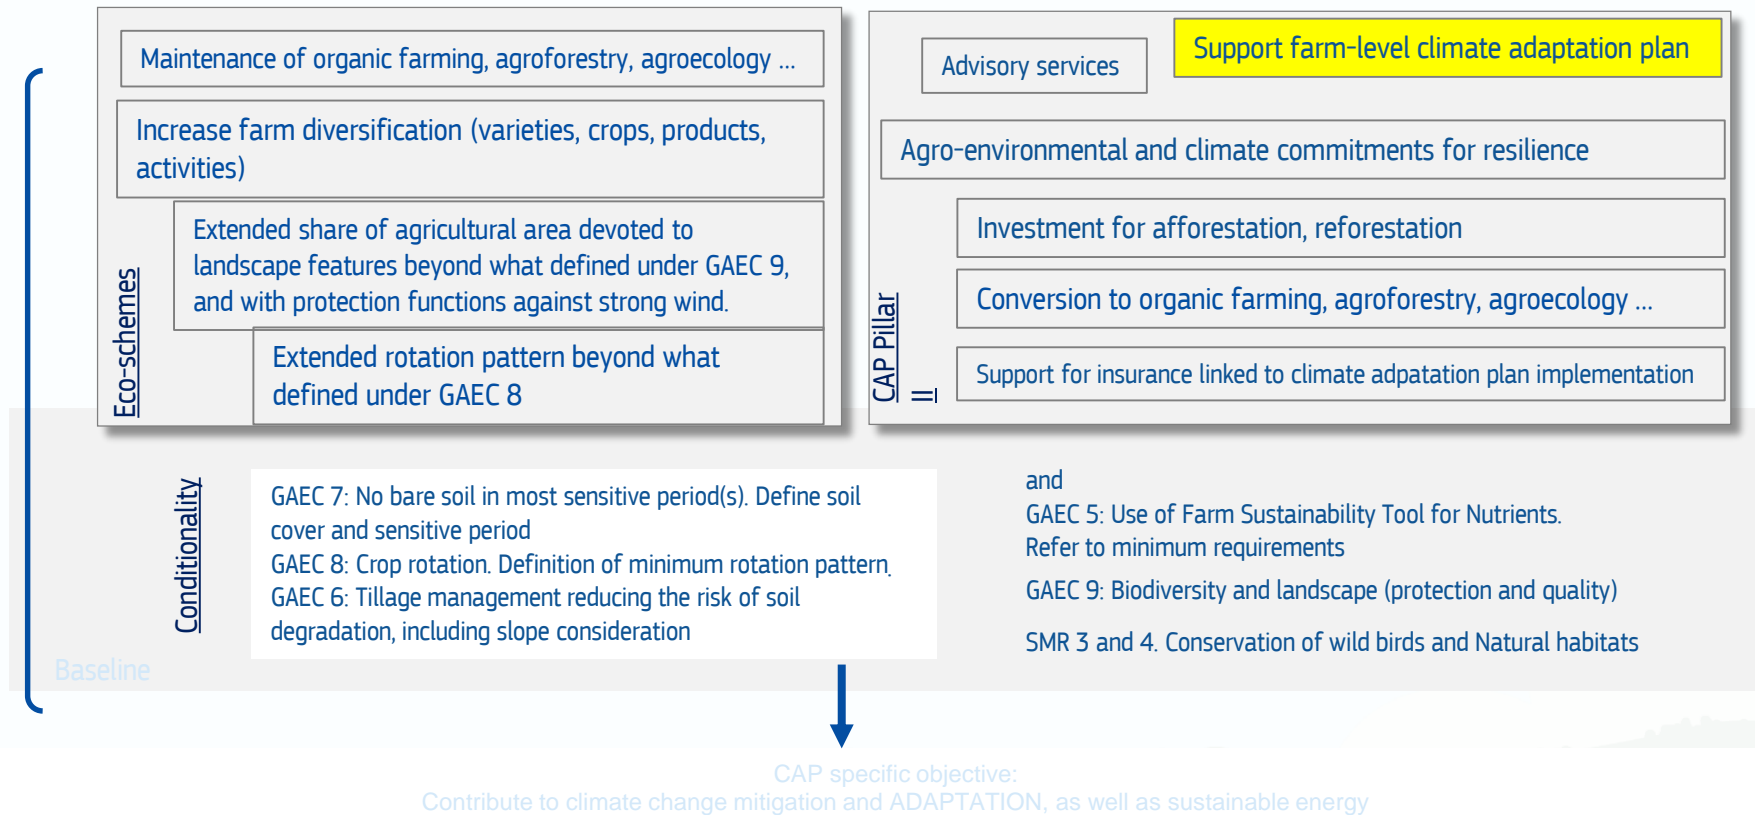 Maintenance of organic farming, agroforestry, agroecology ...
Increase farm diversification (varieties, crops, products,
activities)
Extended share of agricultural area devoted to
landscape features beyond what defined under GAEC 9,
and with protection functions against strong wind.
Extended rotation pattern beyond what
defined under GAEC 8
Eco-schemes
Advisory services
Support farm-level climate adaptation plan
Agro-environmental and climate commitments for resilience
Investment for afforestation, reforestation
Conversion to organic farming, agroforestry, agroecology ...
Support for insurance linked to climate adpatation plan implementation
CAP Pillar
II
Conditionality
GAEC 7: No bare soil in most sensitive period(s). Define soil
cover and sensitive period
GAEC 8: Crop rotation. Definition of minimum rotation pattern.
GAEC 6: Tillage management reducing the risk of soil
degradation, including slope consideration
and
GAEC 5: Use of Farm Sustainability Tool for Nutrients.
Refer to minimum requirements
GAEC 9: Biodiversity and landscape (protection and quality)
SMR 3 and 4. Conservation of wild birds and Natural habitats
Baseline
CAP specific objective:
Contribute to climate change mitigation and ADAPTATION, as well as sustainable energy